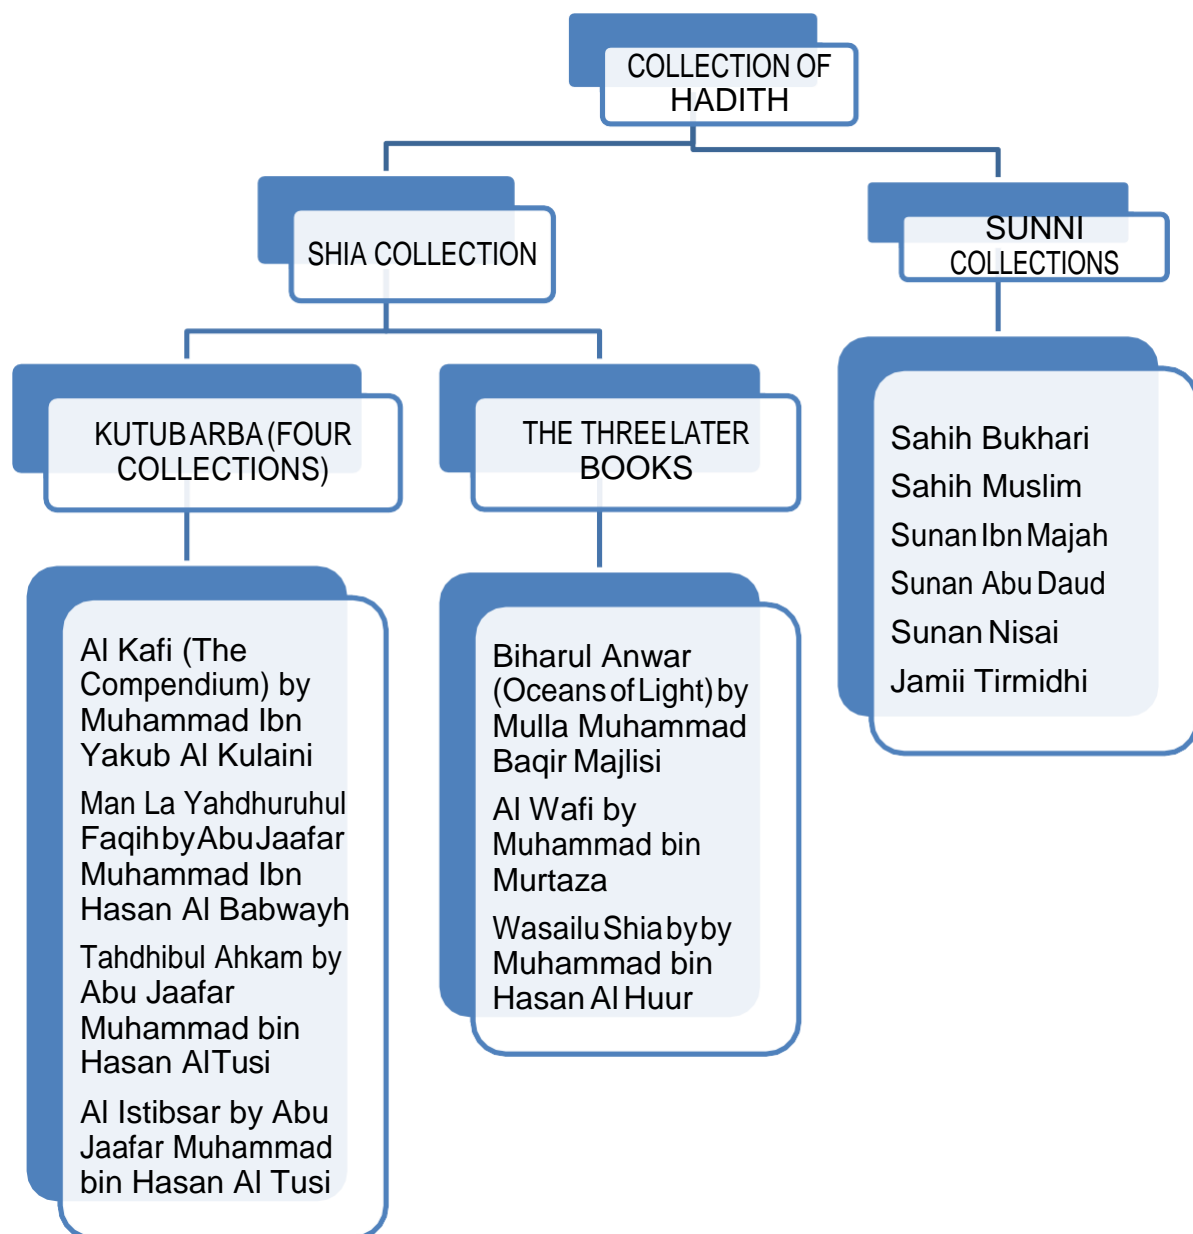 COLLECTION OF
HADITH
SHIA COLLECTION
SUNNI
COLLECTIONS
KUTUB ARBA (FOUR
COLLECTIONS)
THE THREE LATER
BOOKS
Al Kafi (The
Compendium) by
Muhammad Ibn
Yakub Al Kulaini
Man La Yahdhuruhul
Faqih by Abu Jaafar
Muhammad Ibn
Hasan Al Babwayh
Tahdhibul Ahkam by
Abu Jaafar
Muhammad bin
Hasan Al Tusi
Al Istibsar by Abu
Jaafar Muhammad
bin Hasan Al Tusi
Biharul Anwar
(Oceans of Light) by
Mulla Muhammad
Baqir Majlisi
Al Wafi by
Muhammad bin
Murtaza
Wasailu Shia by by
Muhammad bin
Hasan Al Huur
Sahih Bukhari
Sahih Muslim
Sunan Ibn Majah
Sunan Abu Daud
Sunan Nisai
Jamii Tirmidhi